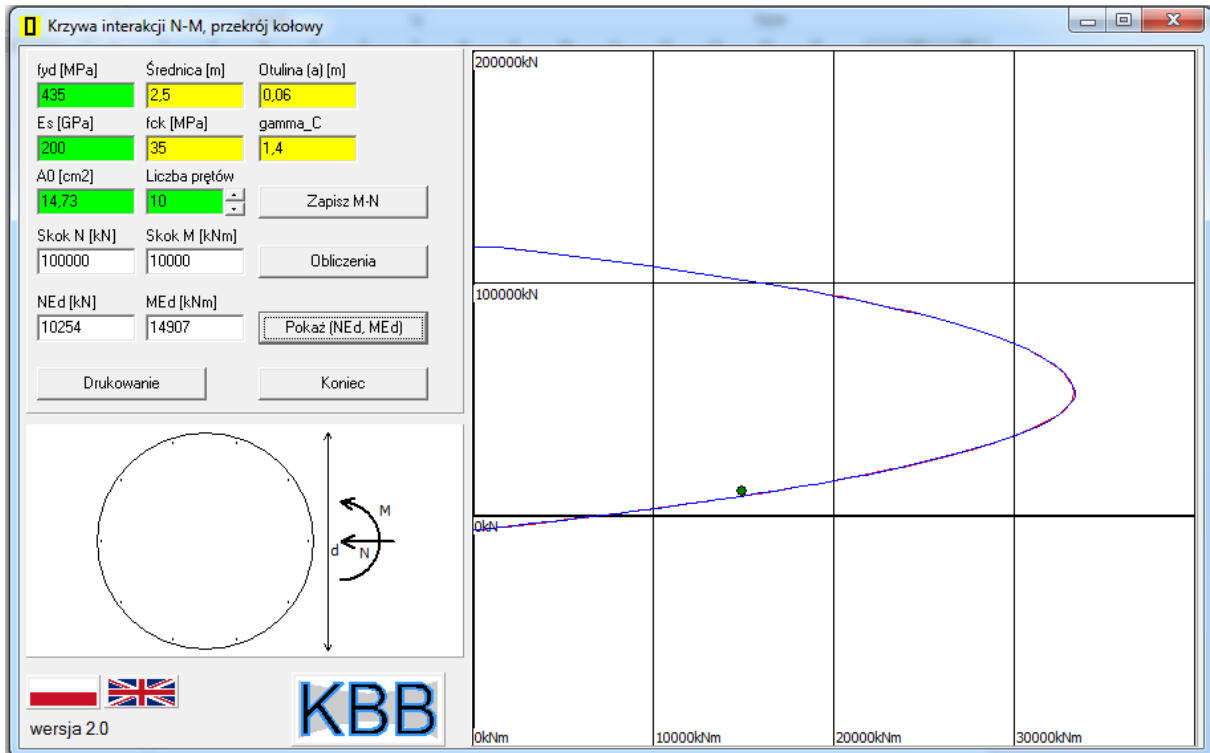 Krzywa interakcji N-M, przekrój kołowy
fyd [MPa] Średnica [m] Otulina (a) [m]
435 2,5 0,06
Es [GPa] fck [MPa] gamma_C
200 35 1,4
A0 [cm2] Liczba prętów
14,73 10 Zapisz M-N
Skok N [kN] Skok M [kNm]
100000 10000 Obliczenia
NEd [kN] MEd [kNm]
10254 14907 Pokaż (NEd, MEd)
Drukowanie Koniec
M
d N
KBB
wersja 2.0
200000kN
100000kN
0kN
0kNm 10000kNm 20000kNm 30000kNm